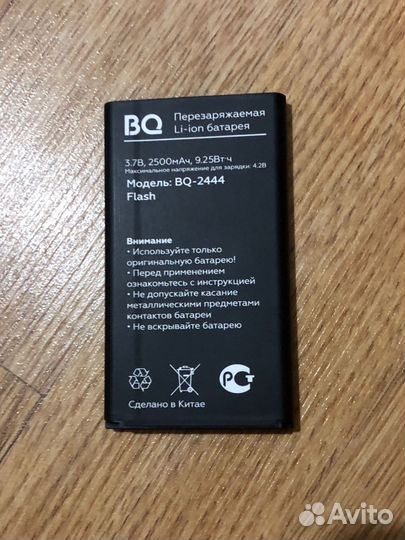 BQ
Перезаряжаемая
Li-ion батарея
3.7В, 2500мАч, 9.25Вт·ч
Максимальное напряжение для зарядки: 4.2В
Модель: BQ-2444
Flash
Внимание
• Используйте только
оригинальную батарею!
• Перед применением
ознакомьтесь с инструкцией
• Не допускайте касание
металлическими предметами
контактов батареи
• Не вскрывайте батарею
РСТ
Сделано в Китае
Avito